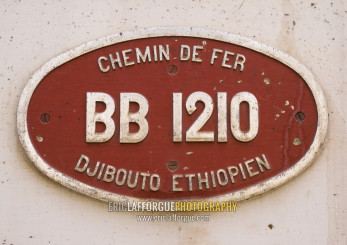 CHEMIN DE FER
BB 1210
DJIBOUTO ETHIOPIEN
ERICLAFFORGUEPHOTOGRAPHY
www.ericlafforgue.com